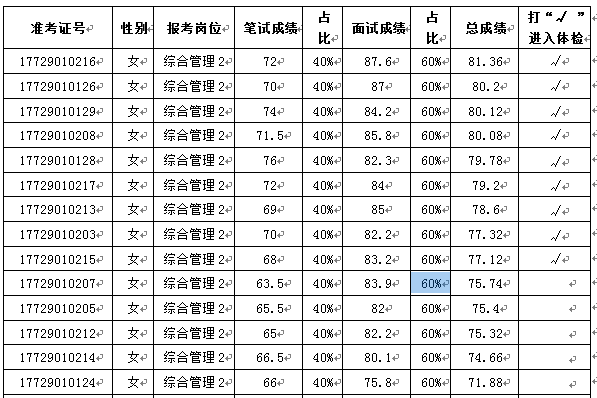 准考证号 性别 报考岗位 笔试成绩 占比 面试成绩 占比 总成绩 打“√ ”进入体检
17729010216 女 综合管理2 72 40% 87.6 60% 81.36 √
17729010126 女 综合管理2 70 40% 87 60% 80.2 √
17729010129 女 综合管理2 74 40% 84.2 60% 80.12 √
17729010208 女 综合管理2 71.5 40% 85.8 60% 80.08 √
17729010128 女 综合管理2 76 40% 82.3 60% 79.78 √
17729010217 女 综合管理2 72 40% 84 60% 79.2 √
17729010213 女 综合管理2 69 40% 85 60% 78.6 √
17729010203 女 综合管理2 70 40% 82.2 60% 77.32 √
17729010215 女 综合管理2 68 40% 83.2 60% 77.12 √
17729010207 女 综合管理2 63.5 40% 83.9 60% 75.74
17729010205 女 综合管理2 65.5 40% 82 60% 75.4
17729010212 女 综合管理2 65 40% 82.2 60% 75.32
17729010214 女 综合管理2 66.5 40% 80.1 60% 74.66
17729010124 女 综合管理2 66 40% 75.8 60% 71.88